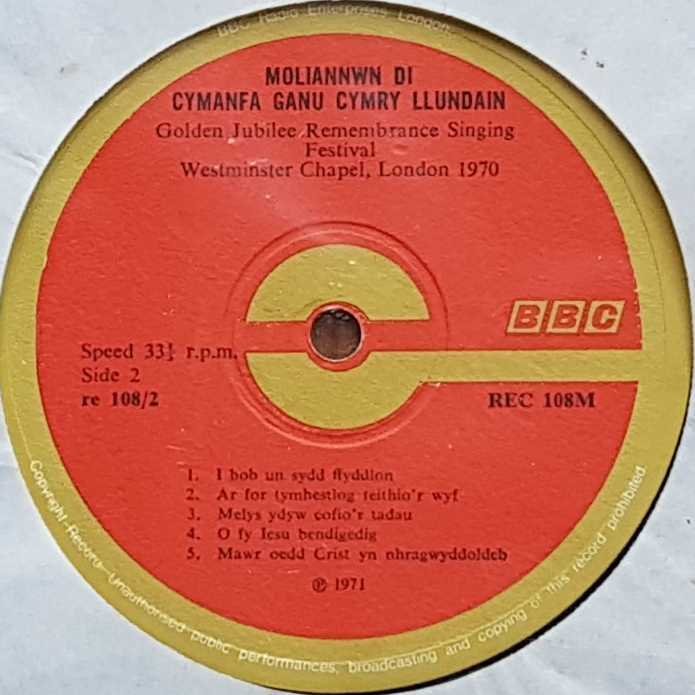 BBC Radio Enterprises London.
MOLIANNWN DI
CYMANFA GANU CYMRY LLUNDAIN
Golden Jubilee Remembrance Singing
Festival
Westminster Chapel, London 1970
BBC
Speed 33⅓ r.p.m.
Side 2
re 108/2
REC 108M
1. I bob un sydd ffyddlon
2. Ar for tymhestlog teithio'r wyf
3. Melys ydyw cofio'r tadau
4. O fy Iesu bendigedig
5. Mawr oedd Crist yn nhragwyddoldeb
℗ 1971
Copyright Record. Unauthorised public performances, broadcasting and copying of this record prohibited.